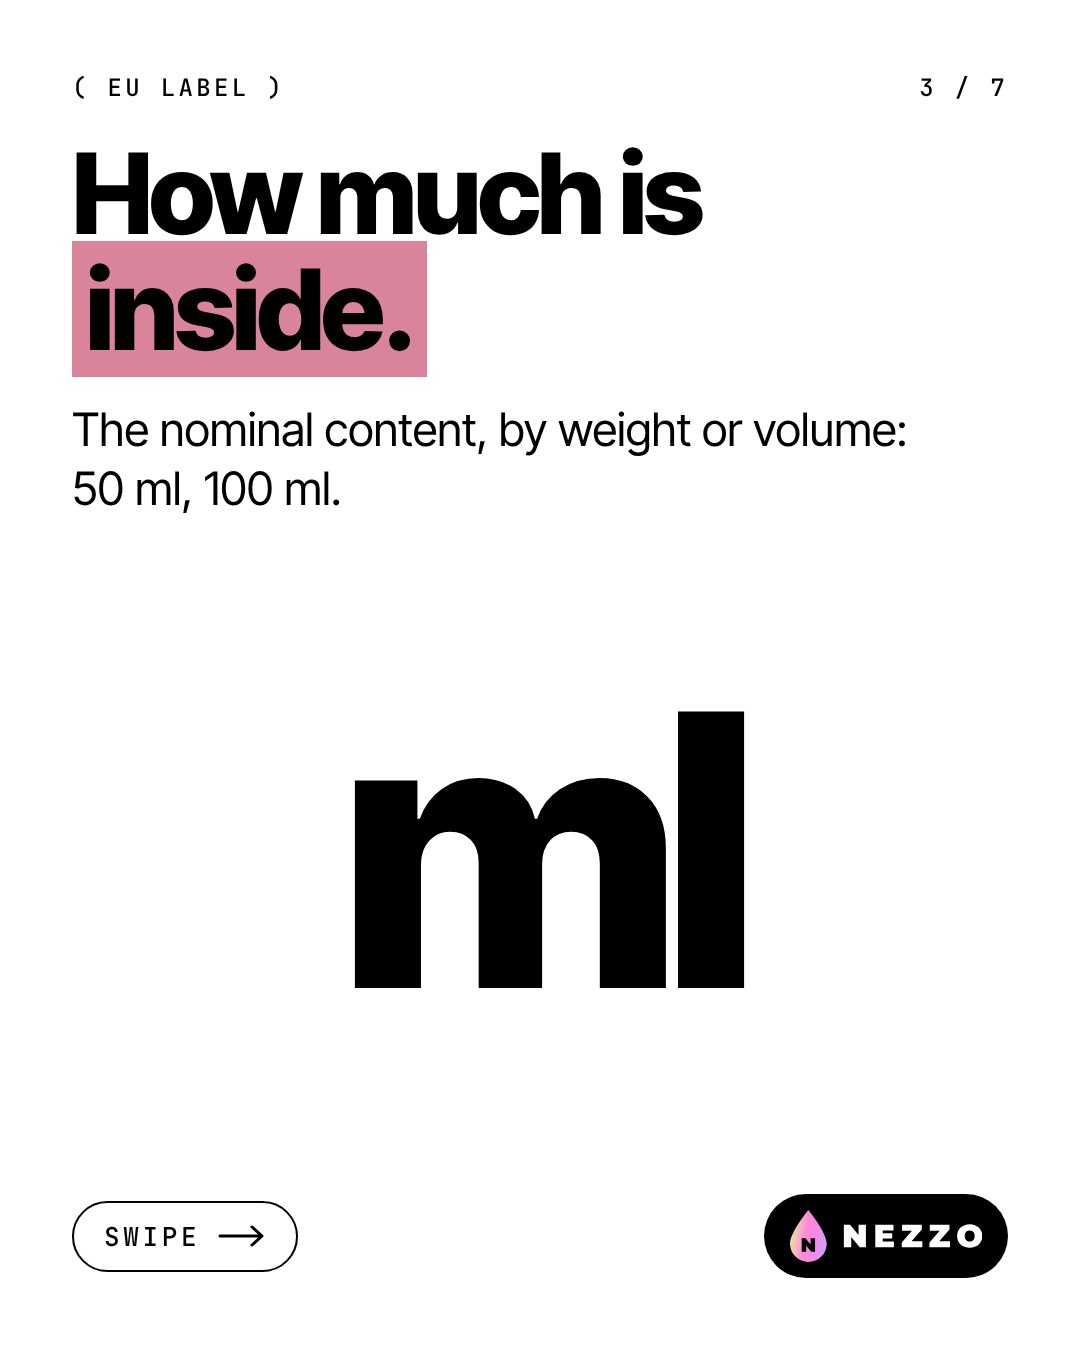 ( EU LABEL )
3 / 7
How much is
inside.
The nominal content, by weight or volume:
50 ml, 100 ml.
ml
SWIPE →
N NEZZO